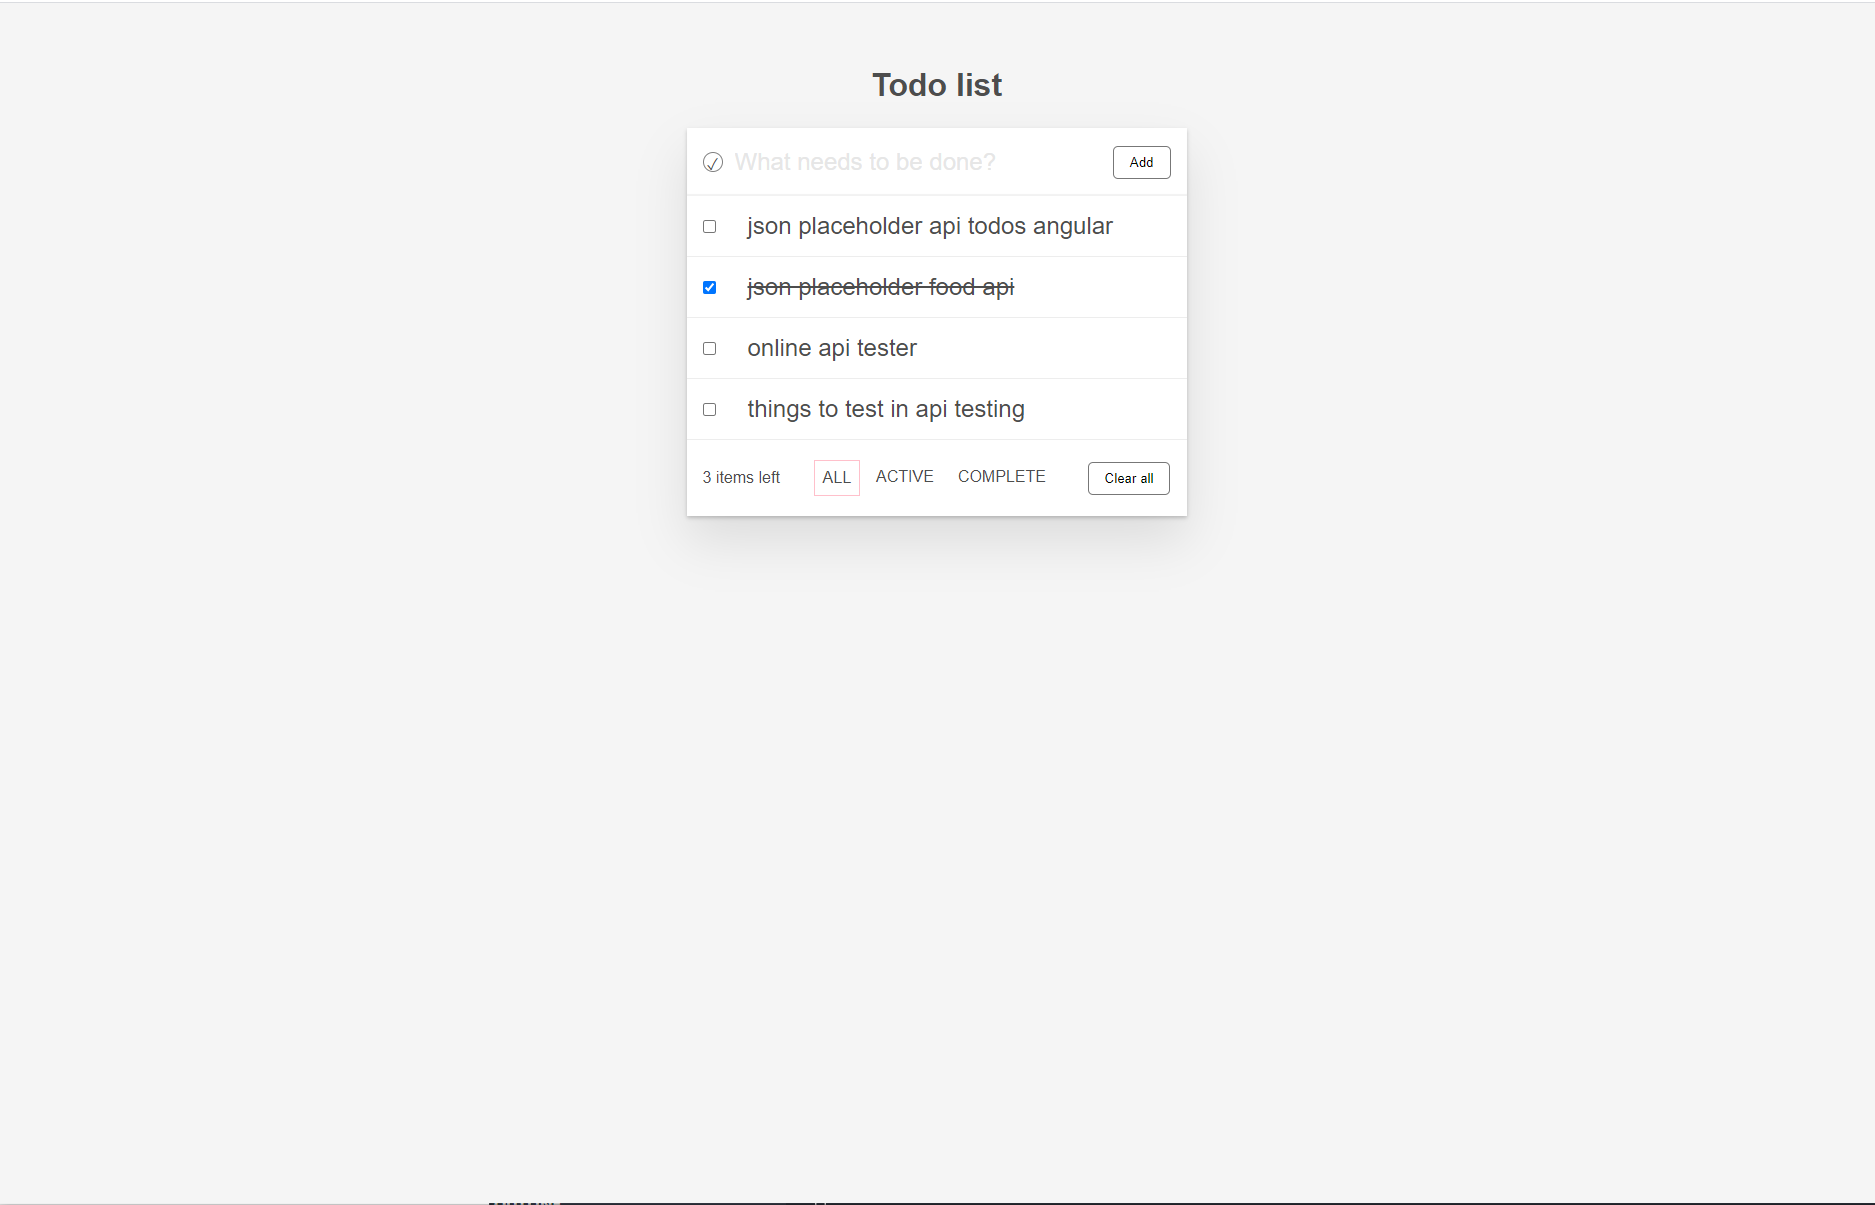 Todo list
What needs to be done? Add
json placeholder api todos angular
json placeholder food api
online api tester
things to test in api testing
3 items left ALL ACTIVE COMPLETE Clear all